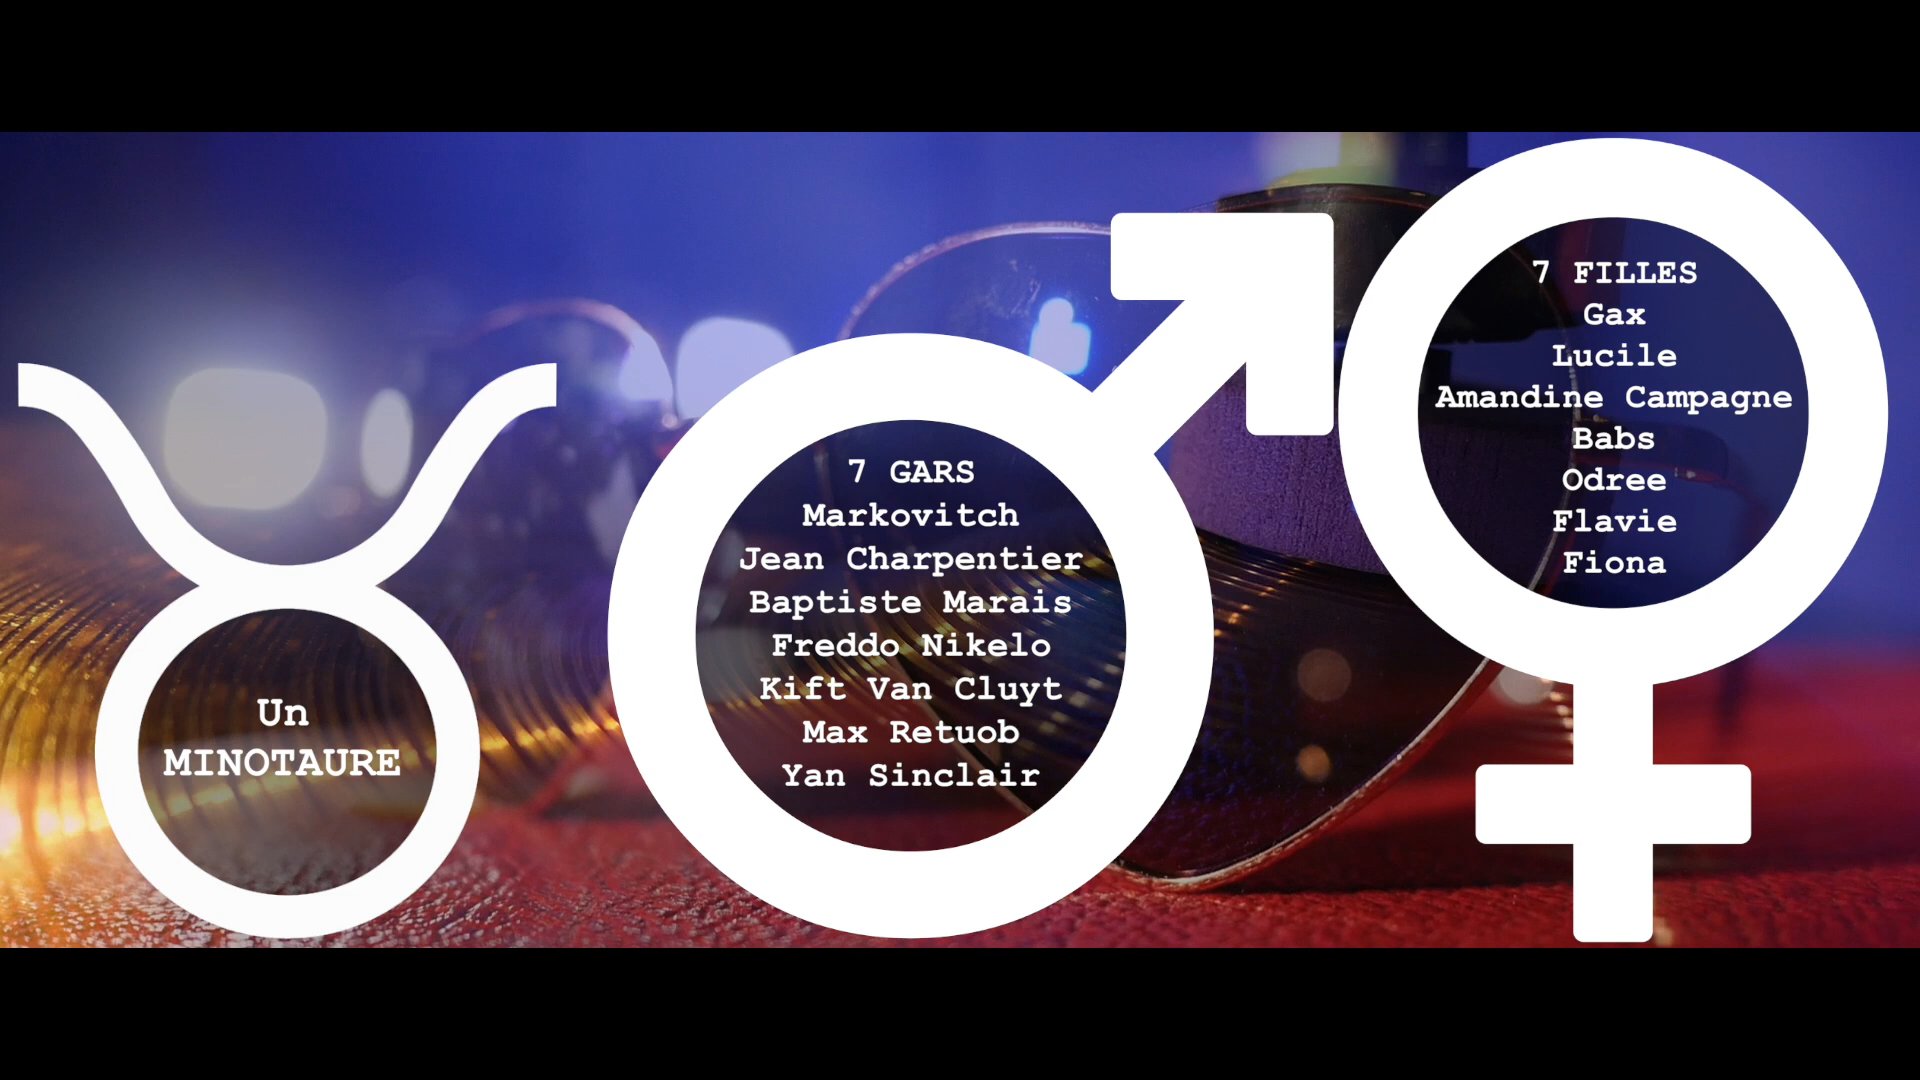 Un
MINOTAURE
7 GARS
Markovitch
Jean Charpentier
Baptiste Marais
Freddo Nikelo
Kift Van Cluyt
Max Retuob
Yan Sinclair
7 FILLES
Gax
Lucile
Amandine Campagne
Babs
Odree
Flavie
Fiona